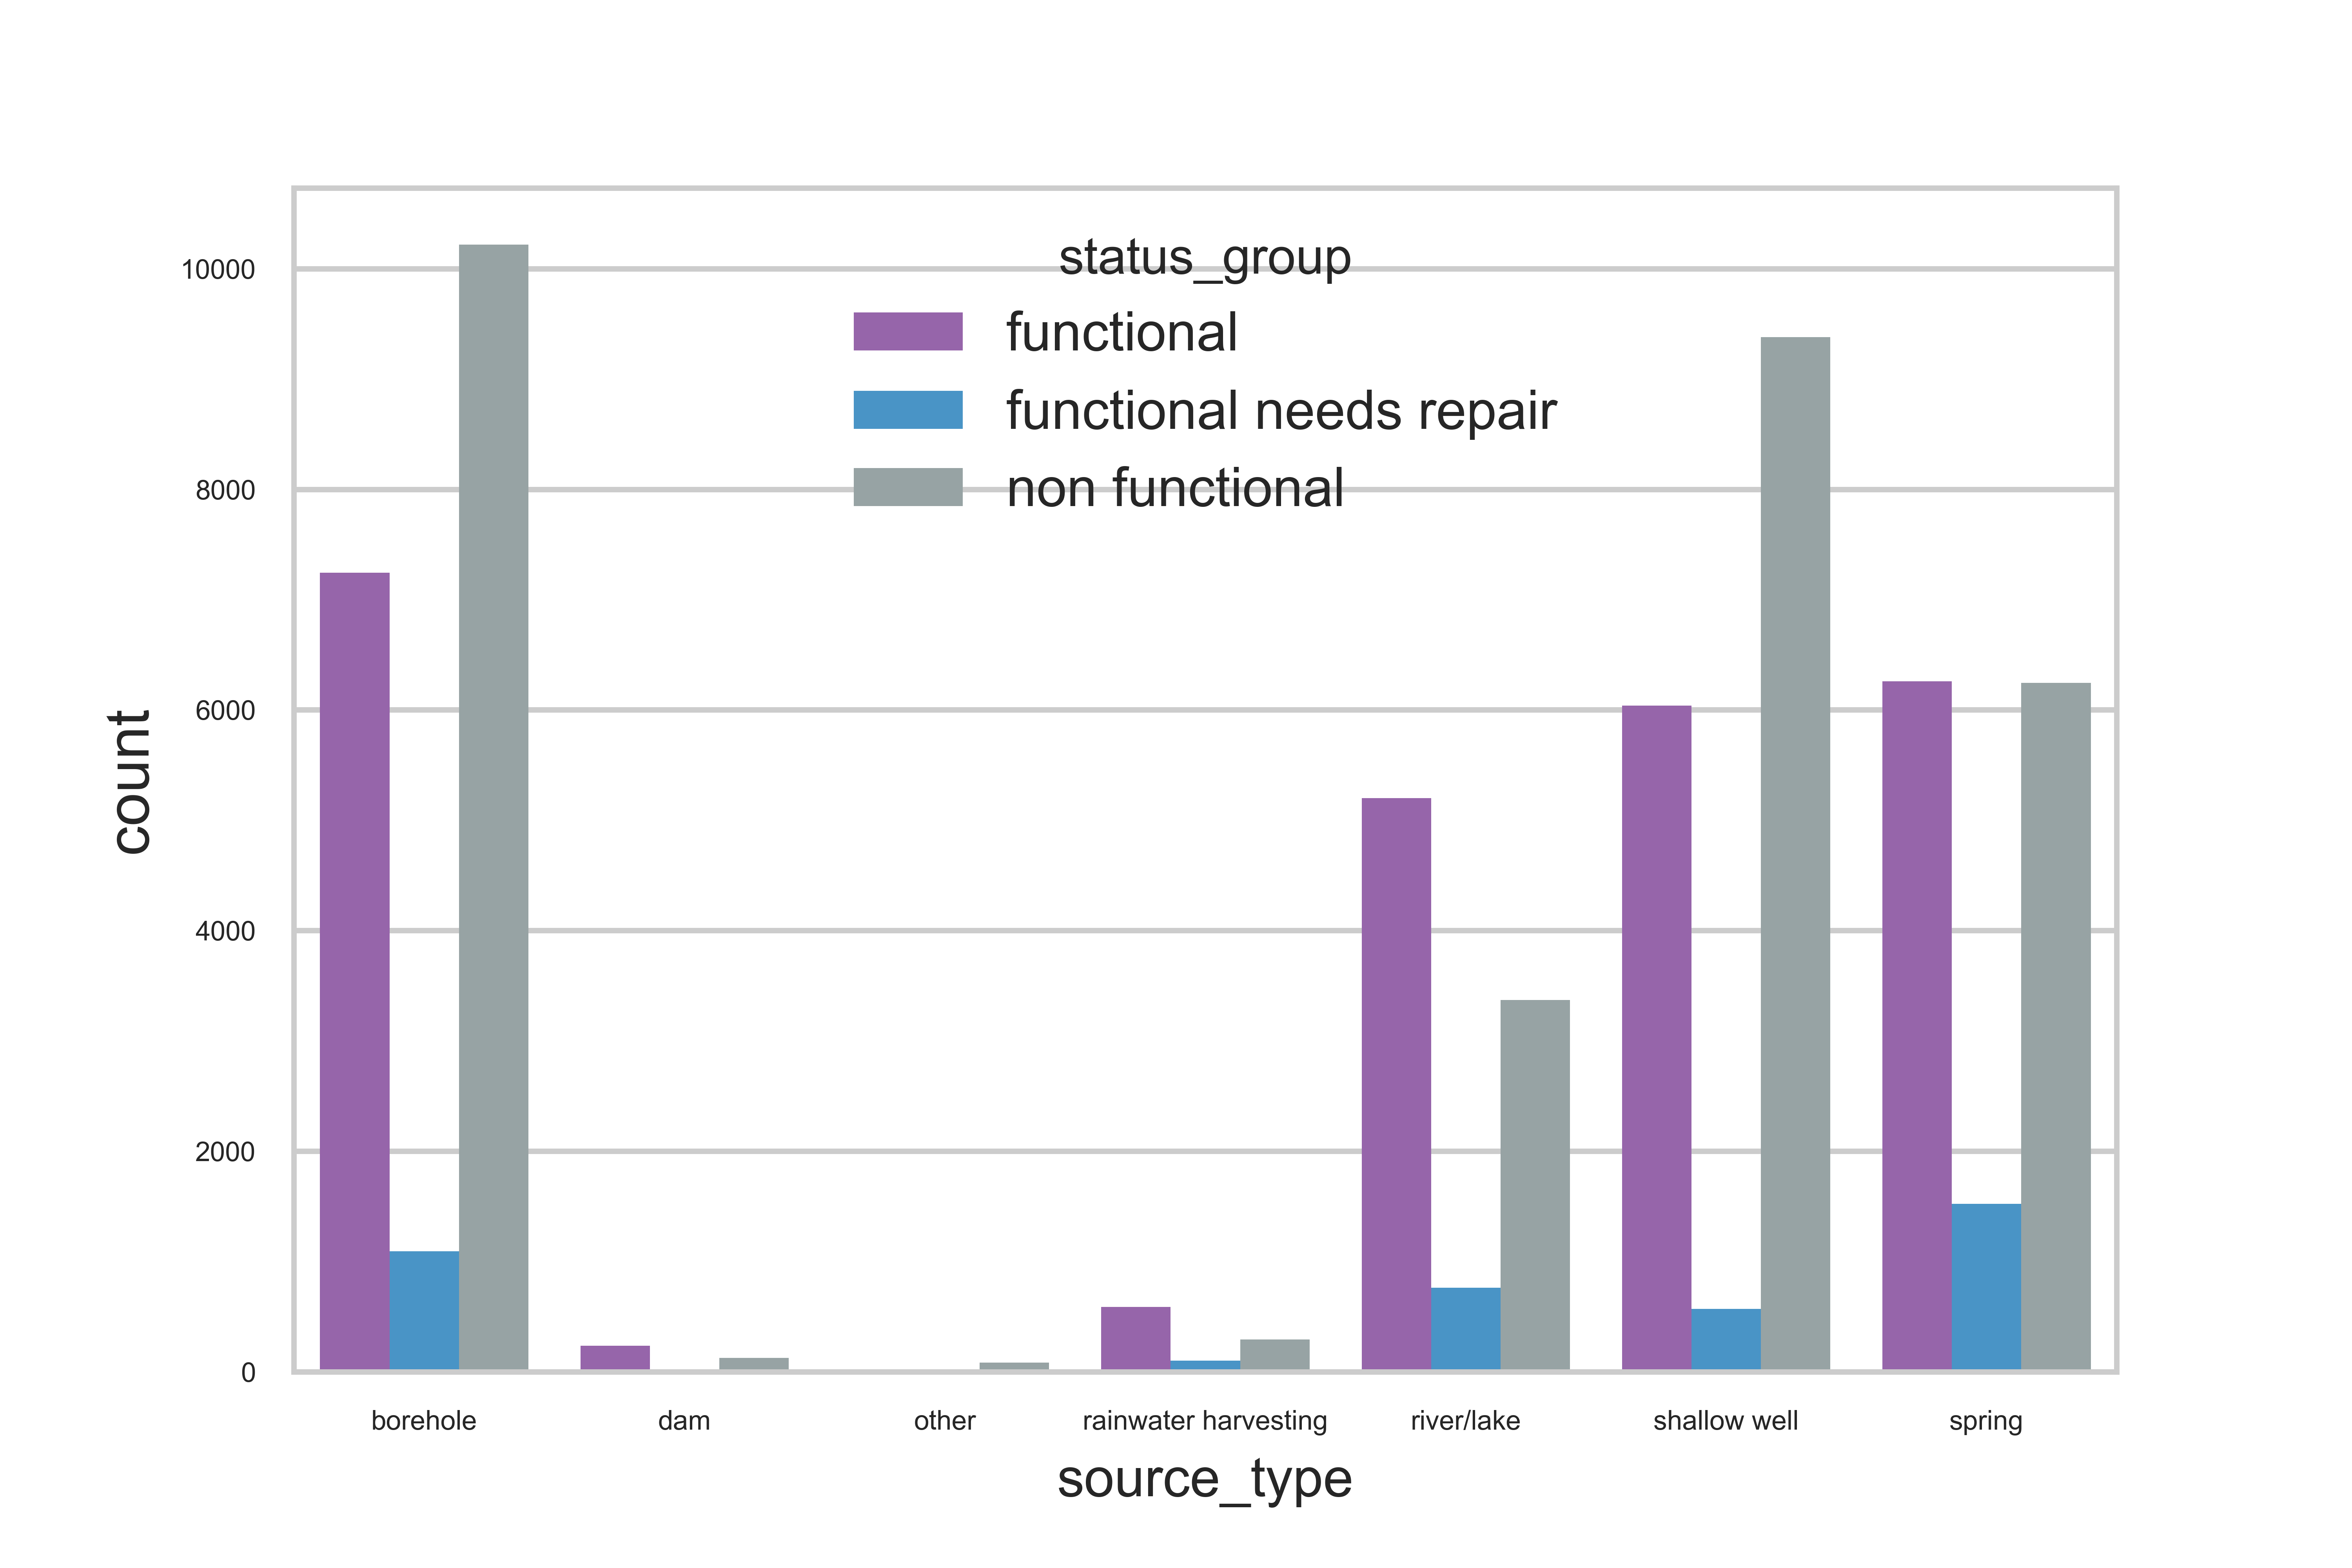 status_group
functional
functional needs repair
non functional
10000
8000
6000
4000
2000
0
count
borehole dam other rainwater harvesting river/lake shallow well spring
source_type